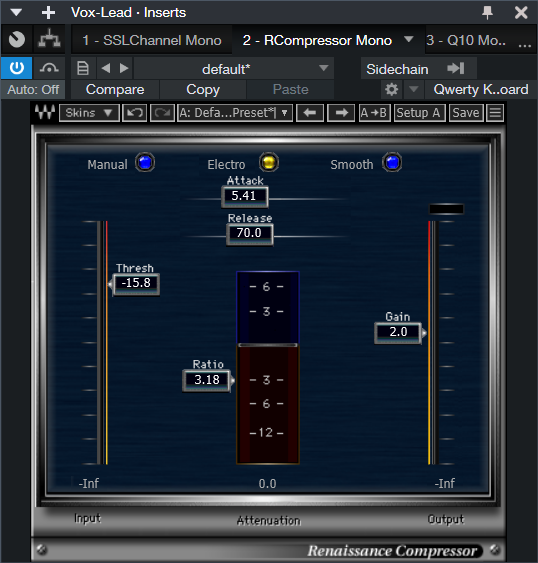 Vox-Lead · Inserts
1 - SSLChannel Mono
2 - RCompressor Mono
3 - Q10 Mo..
...
default*
Sidechain
Auto: Off
Compare
Copy
Paste
Qwerty K..oard
Skins
A: Defa...Preset*
A→B
Setup A
Save
Manual
Electro
Smooth
Attack
5.41
Release
70.0
Thresh
-15.8
- 6 -
- 3 -
Gain
2.0
Ratio
3.18
- 3 -
- 6 -
-12-
-Inf
0.0
-Inf
Input
Attenuation
Output
Renaissance Compressor